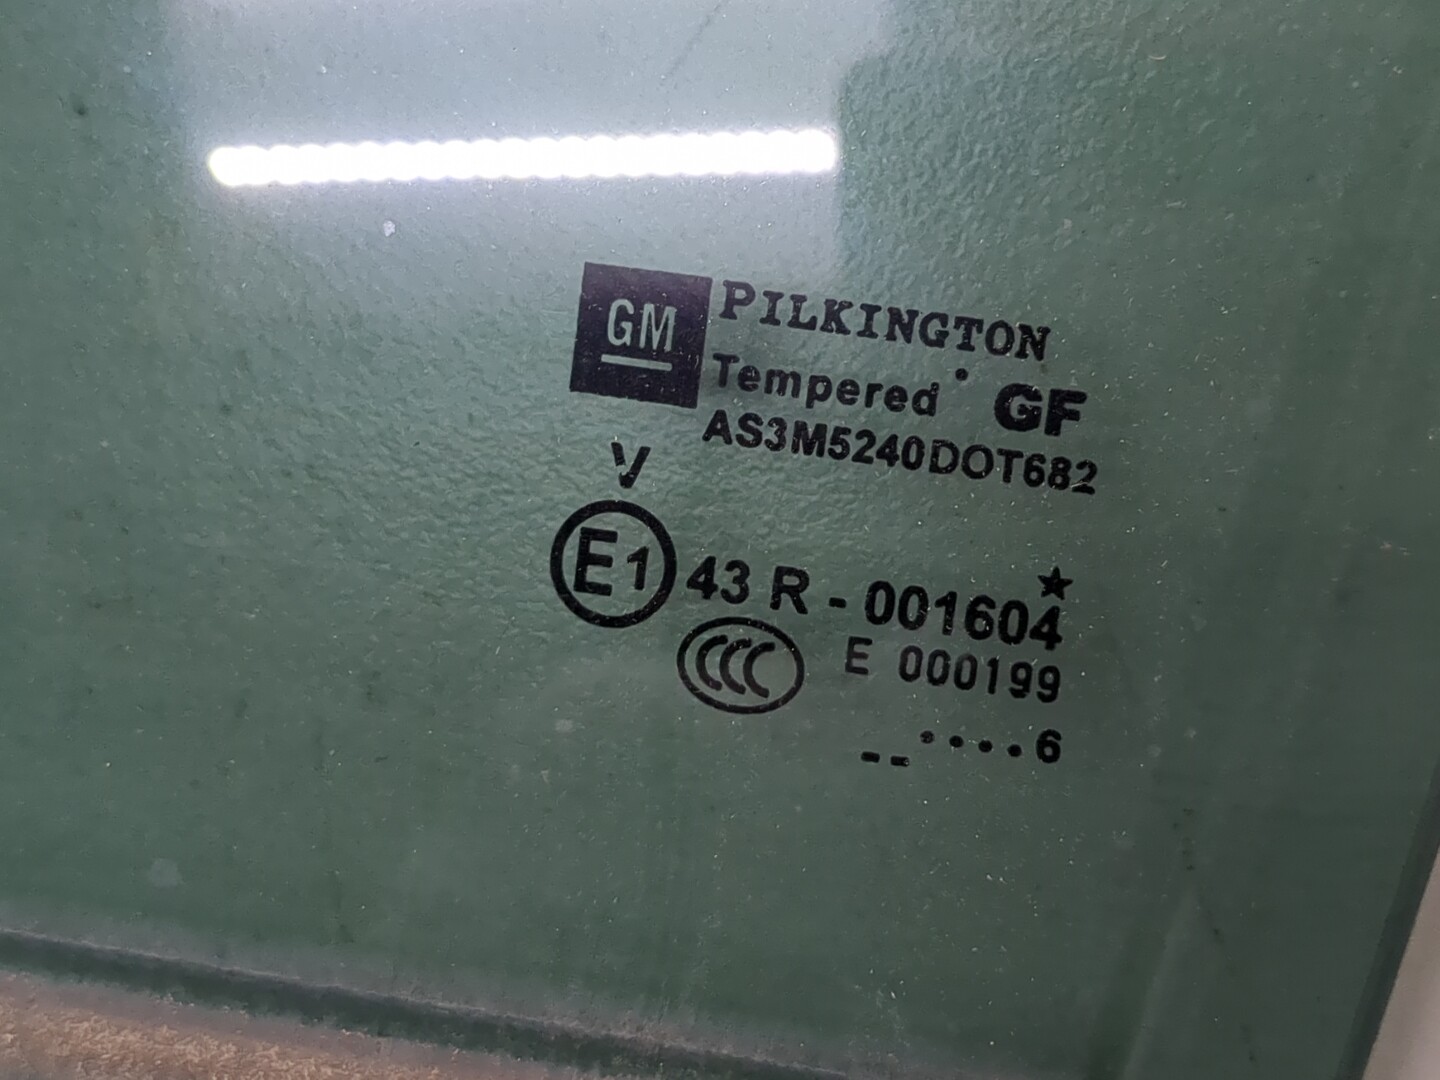 GM PILKINGTON
Tempered GF
AS3M5240DOT682
V
E1 43 R - 001604
CCC E 000199
6